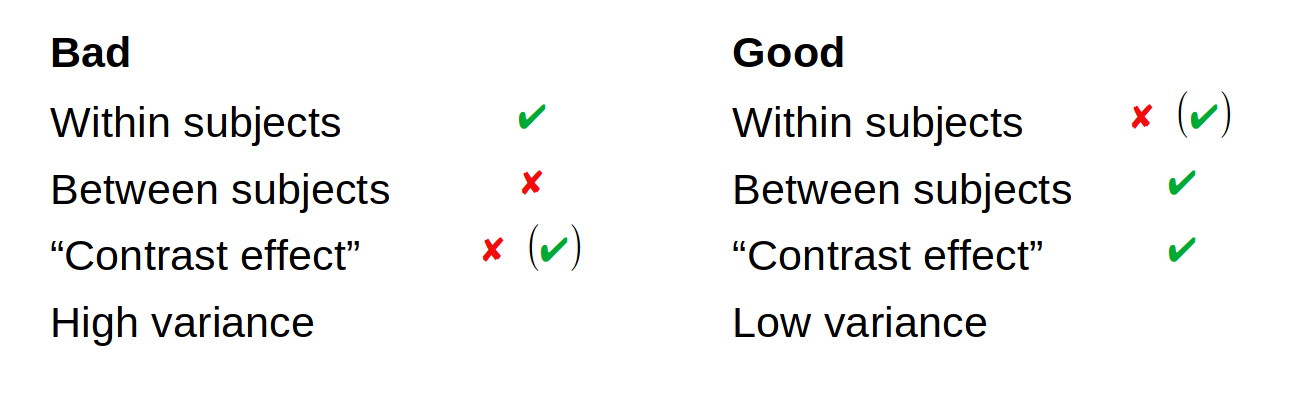 Bad
Within subjects ✔
Between subjects ✘
“Contrast effect” ✘ (✔)
High variance
Good
Within subjects ✘ (✔)
Between subjects ✔
“Contrast effect” ✔
Low variance